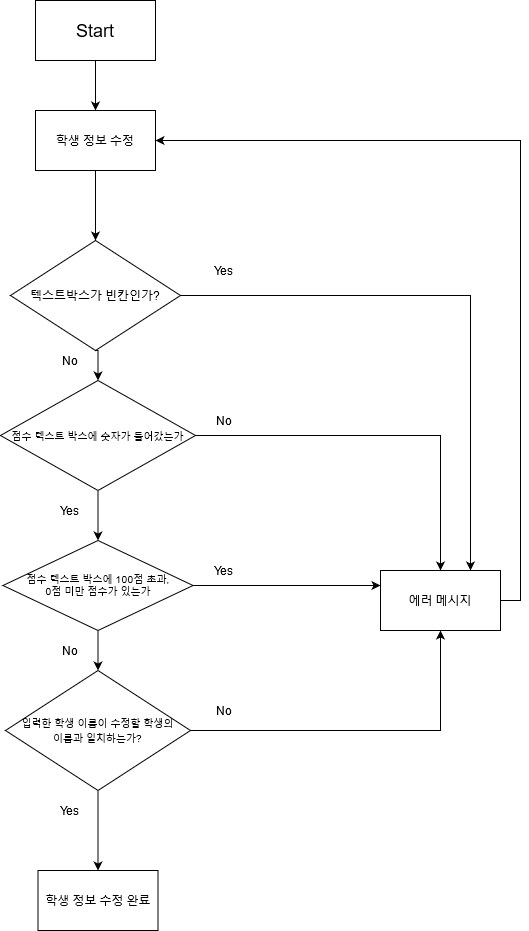 Start
학생 정보 수정
텍스트박스가 빈칸인가?
Yes
No
점수 텍스트 박스에 숫자가 들어갔는가
No
Yes
점수 텍스트 박스에 100점 초과,
0점 미만 점수가 있는가
Yes
에러 메시지
No
입력한 학생 이름이 수정할 학생의
이름과 일치하는가?
No
Yes
학생 정보 수정 완료